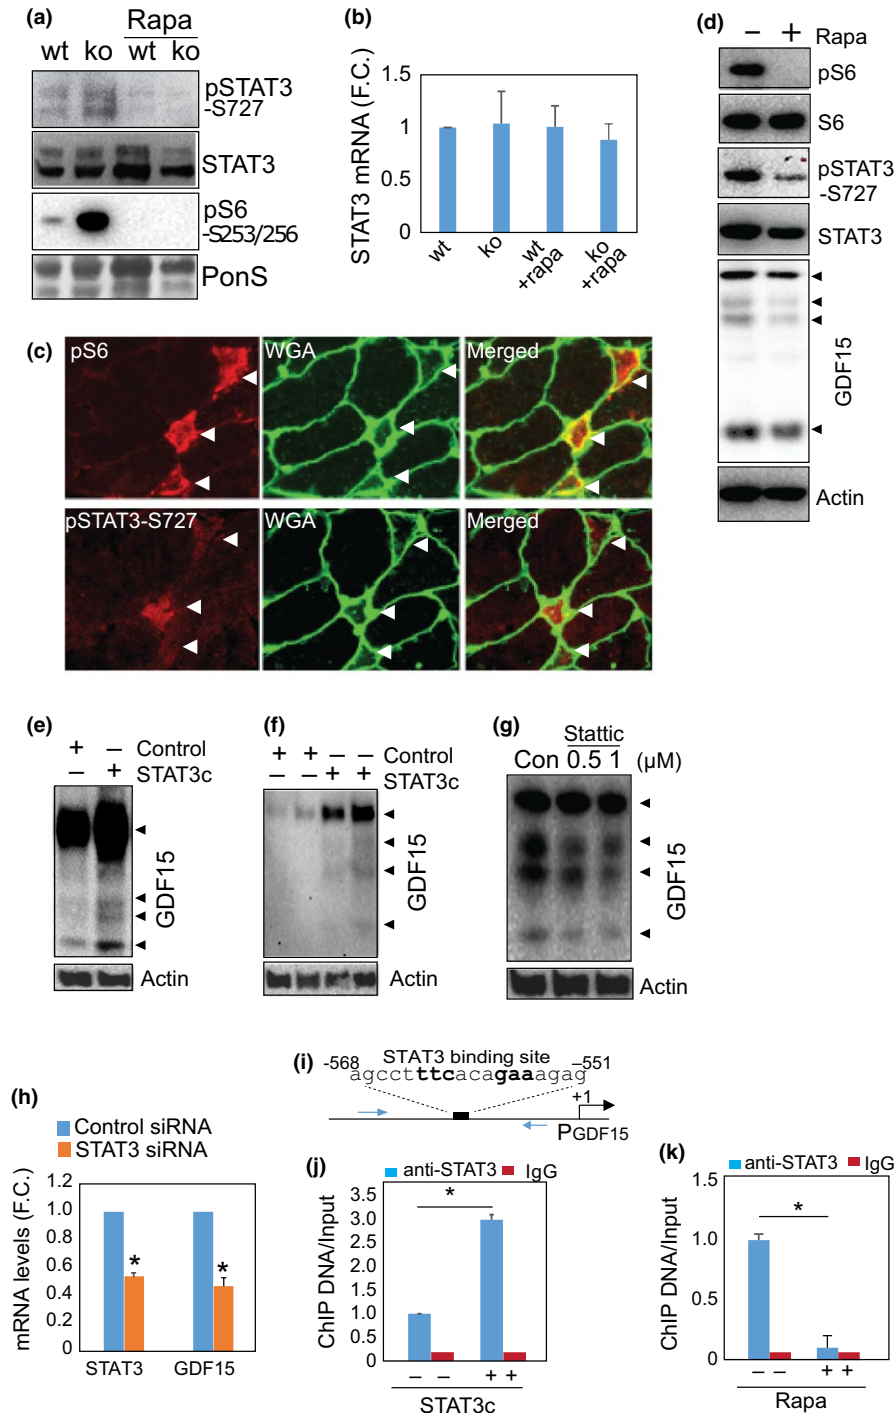 (a)
Rapa
wt ko wt ko
pSTAT3
-S727
STAT3
pS6
-S253/256
PonS
(b)
STAT3 mRNA (F.C.)
1.5
1
0.5
0
wt
ko
wt
+rapa
ko
+rapa
(c)
pS6
WGA
Merged
pSTAT3-S727
WGA
Merged
(d)
− + Rapa
pS6
S6
pSTAT3
-S727
STAT3
GDF15
Actin
(e)
+ − Control
− + STAT3c
GDF15
Actin
(f)
+ + − − Control
− − + + STAT3c
GDF15
Actin
(g)
Stattic
Con 0.5 1 (µM)
GDF15
Actin
(h)
Control siRNA
STAT3 siRNA
mRNA levels (F.C.)
1.2
1.0
0.8
0.6
0.4
0.2
0
* *
STAT3 GDF15
(i)
STAT3 binding site
-568 –551
agccttttcacagaaagag
+1
PGDF15
(j)
anti-STAT3 IgG
ChIP DNA/Input
3.5
3.0
2.5
2.0
1.5
1.0
0.5
0
*
− − + +
STAT3c
(k)
anti-STAT3 IgG
ChIP DNA/Input
1.5
1.0
0.5
0
*
− − + +
Rapa